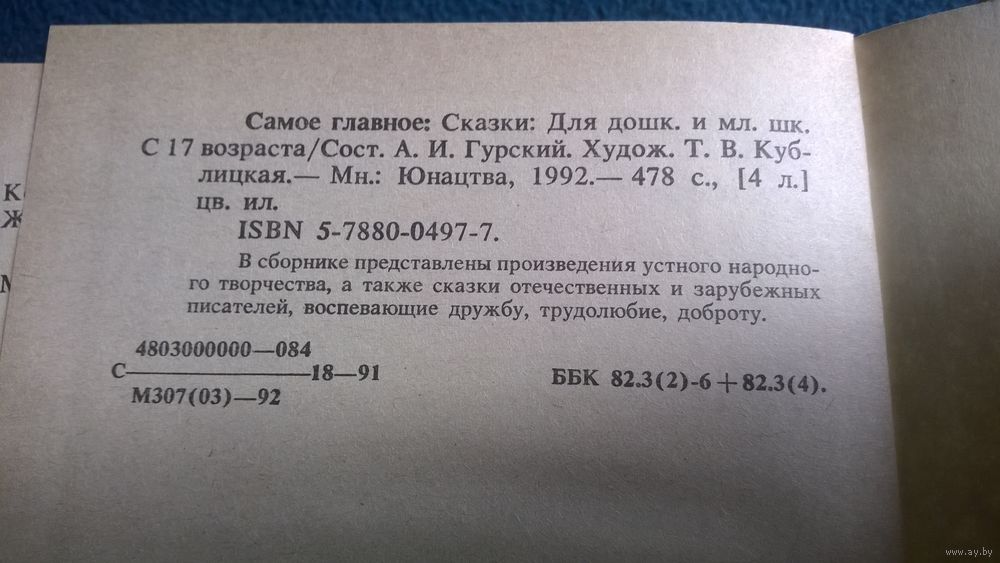 Самое главное: Сказки: Для дошк. и мл. шк.
С 17 возраста/Сост. А. И. Гурский. Худож. Т. В. Куб-
лицкая.— Мн.: Юнацтва, 1992.— 478 с., [4 л.]
цв. ил.
ISBN 5-7880-0497-7.
В сборнике представлены произведения устного народно-
го творчества, а также сказки отечественных и зарубежных
писателей, воспевающие дружбу, трудолюбие, доброту.
4803000000—084
С—18—91
М307(03)—92
ББК 82.3(2)-6+82.3(4).
www.ay.by